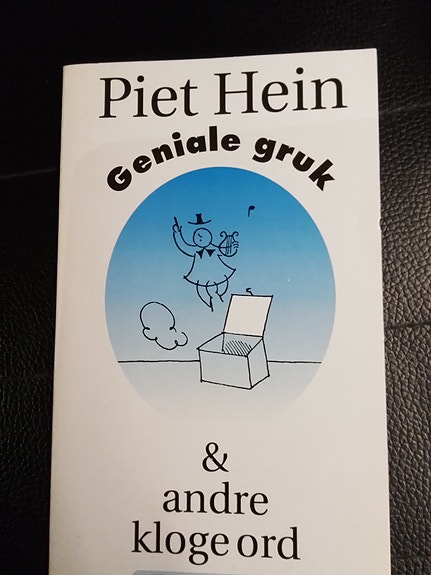 Piet Hein
Geniale gruk
&
andre
kloge ord